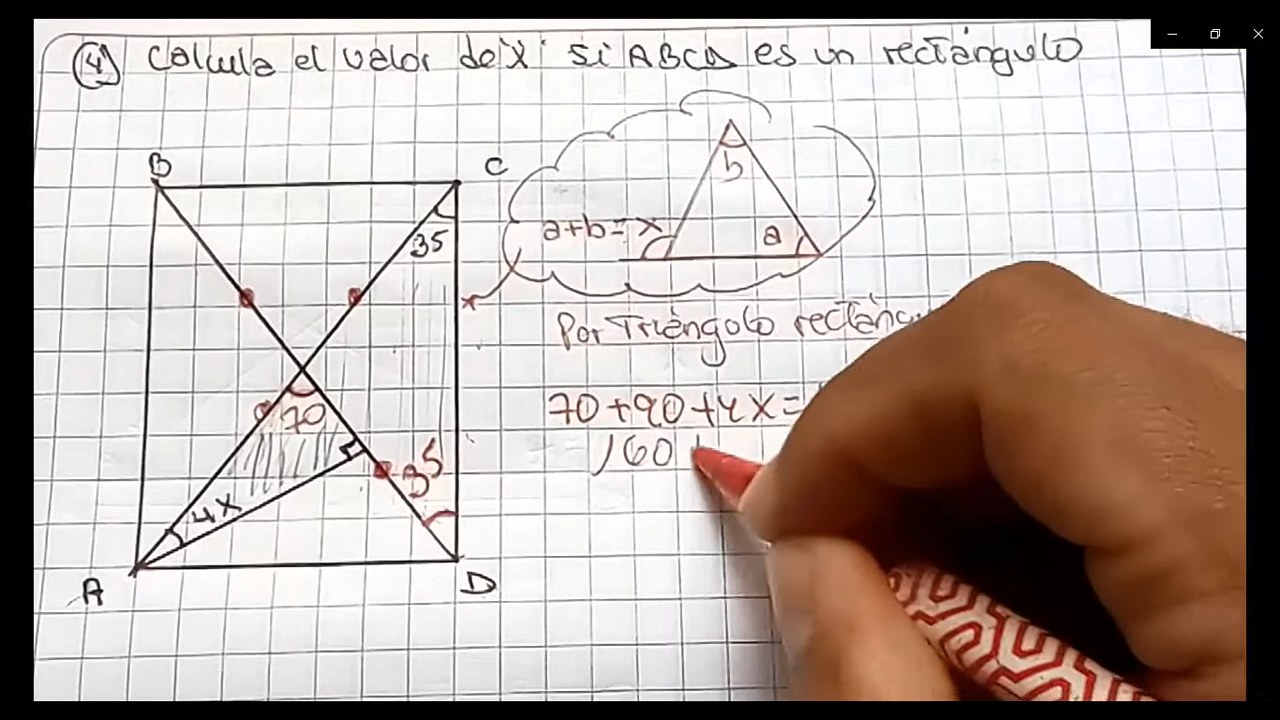 ④ Calcula el valor de "x" si ABCD es un rectángulo
B
C
35
b
a+b=x
a
Por Triángulo
70+90+4x=
160
70
35
4x
A
D